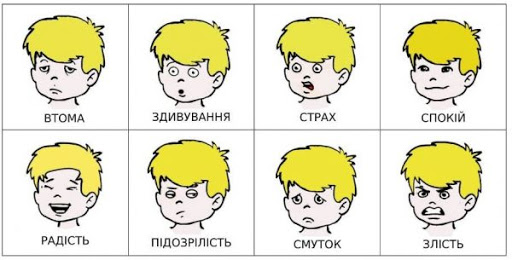 ВТОМА
ЗДИВУВАННЯ
СТРАХ
СПОКІЙ
РАДІСТЬ
ПІДОЗРІЛІСТЬ
СМУТОК
ЗЛІСТЬ